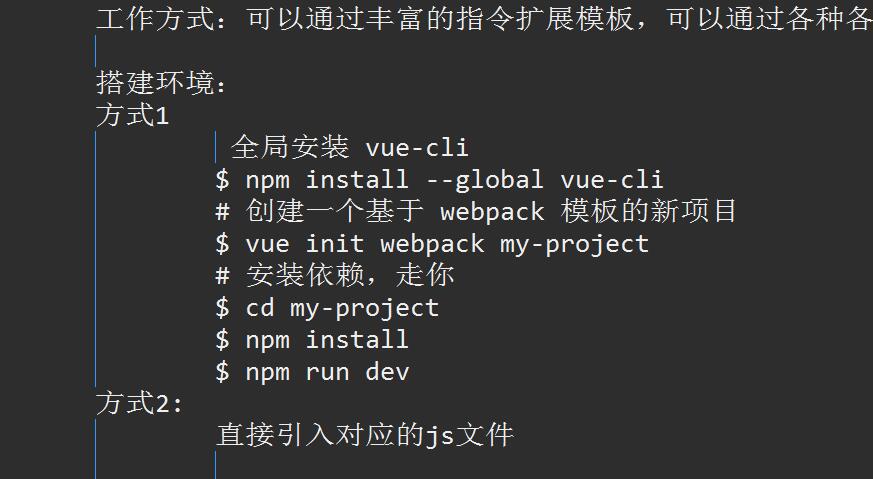 工作方式：可以通过丰富的指令扩展模板，可以通过各种各
搭建环境：
方式1
全局安装 vue-cli
$ npm install --global vue-cli
# 创建一个基于 webpack 模板的新项目
$ vue init webpack my-project
# 安装依赖，走你
$ cd my-project
$ npm install
$ npm run dev
方式2：
直接引入对应的js文件